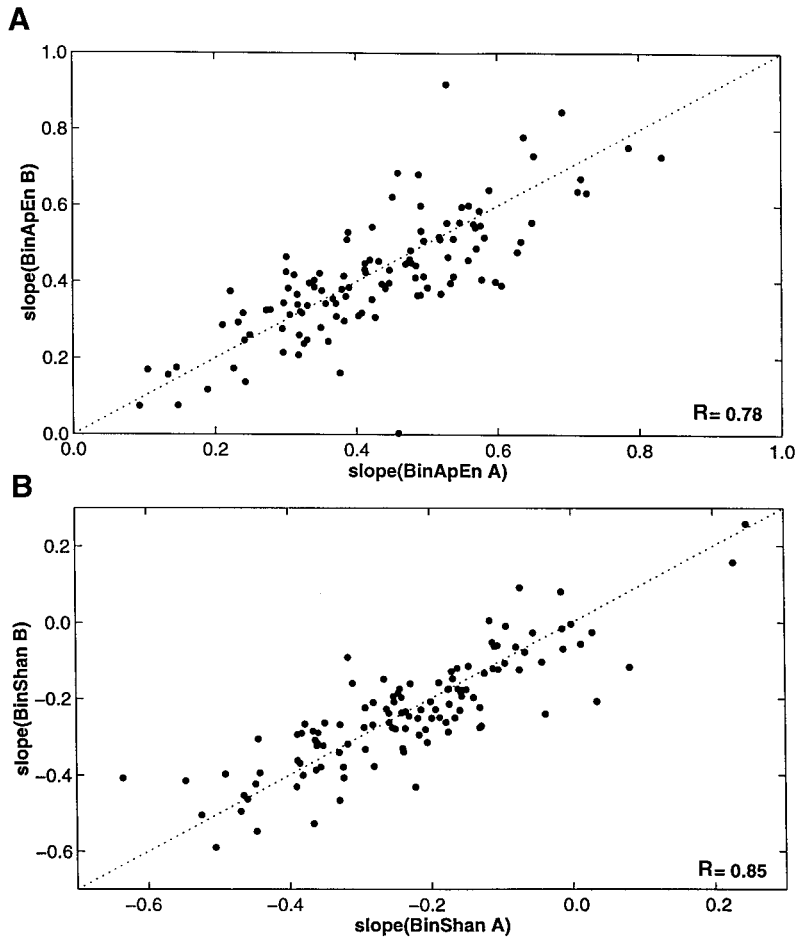 A
1.0
0.8
0.6
0.4
0.2
0.0
slope(BinApEn B)
R= 0.78
0.0 0.2 0.4 0.6 0.8 1.0
slope(BinApEn A)
B
0.2
0.0
−0.2
−0.4
−0.6
slope(BinShan B)
R= 0.85
−0.6 −0.4 −0.2 0.0 0.2
slope(BinShan A)